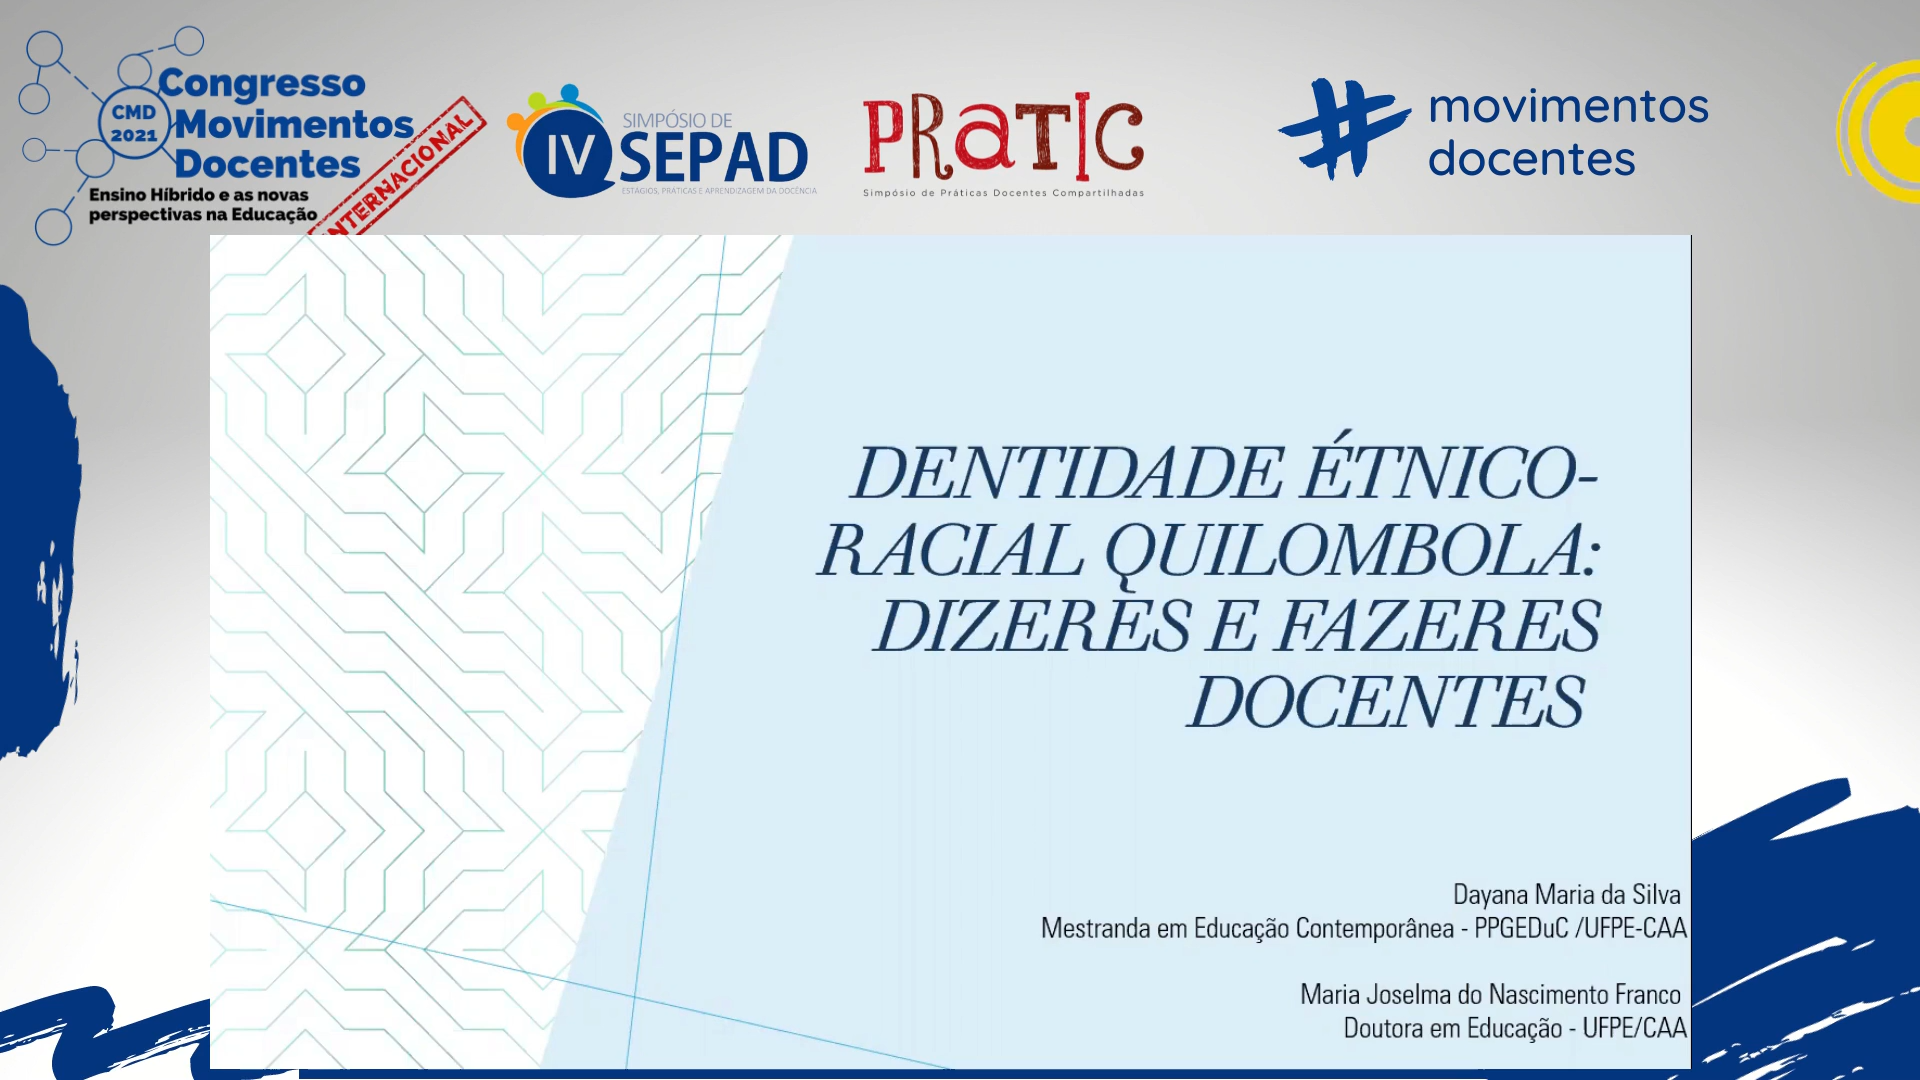 Congresso
CMD
2021
Movimentos
Docentes
Ensino Híbrido e as novas
perspectivas na Educação
INTERNACIONAL
IV
SIMPÓSIO DE
SEPAD
ESTÁGIOS, PRÁTICAS E APRENDIZAGEM DA DOCÊNCIA
PRATIC
Simpósio de Práticas Docentes Compartilhadas
# movimentos
docentes
DENTIDADE ÉTNICO-
RACIAL QUILOMBOLA:
DIZERES E FAZERES
DOCENTES
Dayana Maria da Silva
Mestranda em Educação Contemporânea - PPGEDuC /UFPE-CAA
Maria Joselma do Nascimento Franco
Doutora em Educação - UFPE/CAA